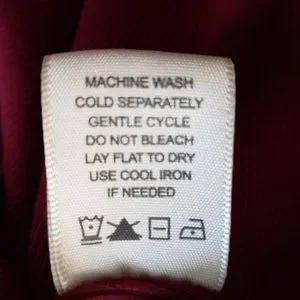 MACHINE WASH
COLD SEPARATELY
GENTLE CYCLE
DO NOT BLEACH
LAY FLAT TO DRY
USE COOL IRON
IF NEEDED